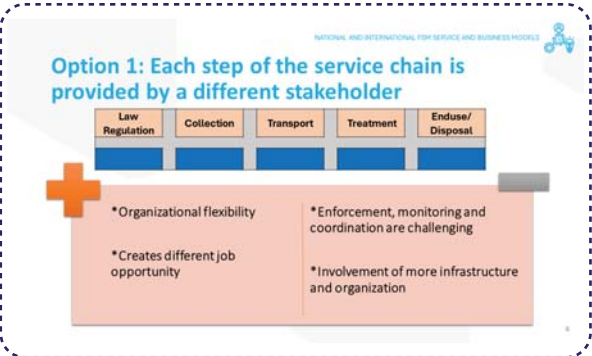 NATIONAL AND INTERNATIONAL FSM SERVICE AND BUSINESS MODELS
Option 1: Each step of the service chain is
provided by a different stakeholder
Law
Regulation
Collection
Transport
Treatment
Enduse/
Disposal
*Organizational flexibility
*Creates different job
opportunity
*Enforcement, monitoring and
coordination are challenging
*Involvement of more infrastructure
and organization